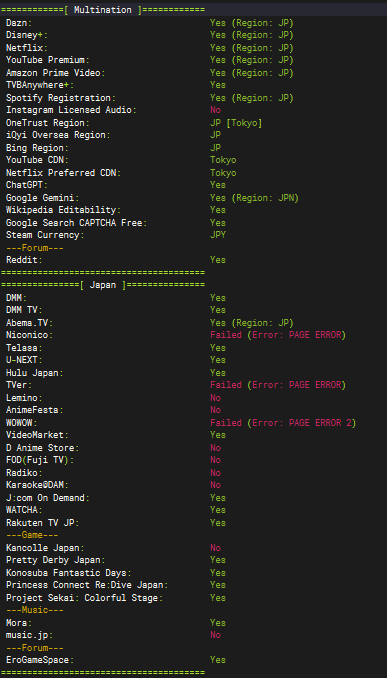 ============[ Multination ]============
Dazn: Yes (Region: JP)
Disney+: Yes (Region: JP)
Netflix: Yes (Region: JP)
YouTube Premium: Yes (Region: JP)
Amazon Prime Video: Yes (Region: JP)
TVBAnywhere+: Yes
Spotify Registration: Yes (Region: JP)
Instagram Licensed Audio: No
OneTrust Region: JP [Tokyo]
iQyi Oversea Region: JP
Bing Region: JP
YouTube CDN: Tokyo
Netflix Preferred CDN: Tokyo
ChatGPT: Yes
Google Gemini: Yes (Region: JPN)
Wikipedia Editability: Yes
Google Search CAPTCHA Free: Yes
Steam Currency: JPY
---Forum---
Reddit: Yes
=======================================
===============[ Japan ]===============
DMM: Yes
DMM TV: Yes
Abema.TV: Yes (Region: JP)
Niconico: Failed (Error: PAGE ERROR)
Telasa: Yes
U-NEXT: Yes
Hulu Japan: Yes
TVer: Failed (Error: PAGE ERROR)
Lemino: No
AnimeFesta: No
WOWOW: Failed (Error: PAGE ERROR 2)
VideoMarket: Yes
D Anime Store: No
FOD(Fuji TV): No
Radiko: No
Karaoke@DAM: No
J:com On Demand: Yes
WATCHA: Yes
Rakuten TV JP: Yes
---Game---
Kancolle Japan: No
Pretty Derby Japan: Yes
Konosuba Fantastic Days: Yes
Princess Connect Re:Dive Japan: Yes
Project Sekai: Colorful Stage: Yes
---Music---
Mora: Yes
music.jp: No
---Forum---
EroGameSpace: Yes
=======================================